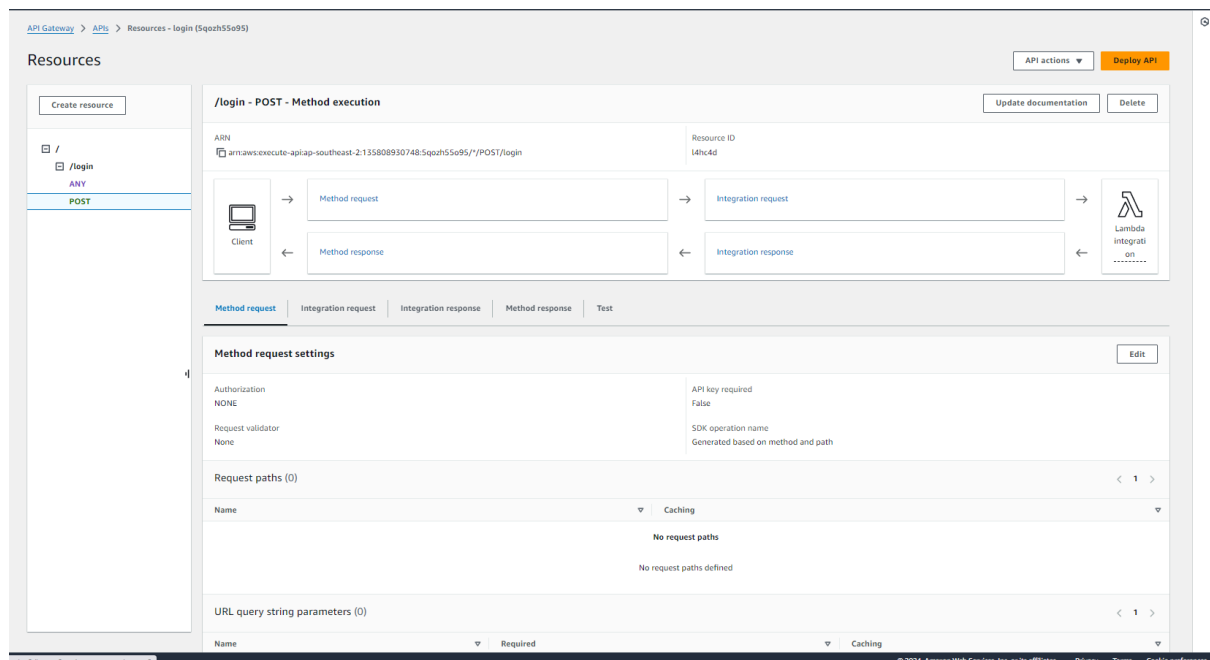 API Gateway > APIs > Resources - login (5qozh55o95)
Resources
API actions ▼
Deploy API
Create resource
/
/login
ANY
POST
/login - POST - Method execution
Update documentation
Delete
ARN
arn:aws:execute-api:ap-southeast-2:135808930748:5qozh55o95/*/POST/login
Resource ID
l4hc4d
Client
Method request
Integration request
Method response
Integration response
Lambda
integrati
on
Method request
Integration request
Integration response
Method response
Test
Method request settings
Edit
Authorization
NONE
API key required
False
Request validator
None
SDK operation name
Generated based on method and path
Request paths (0)
< 1 >
Name
Caching
No request paths
No request paths defined
URL query string parameters (0)
< 1 >
Name
Required
Caching